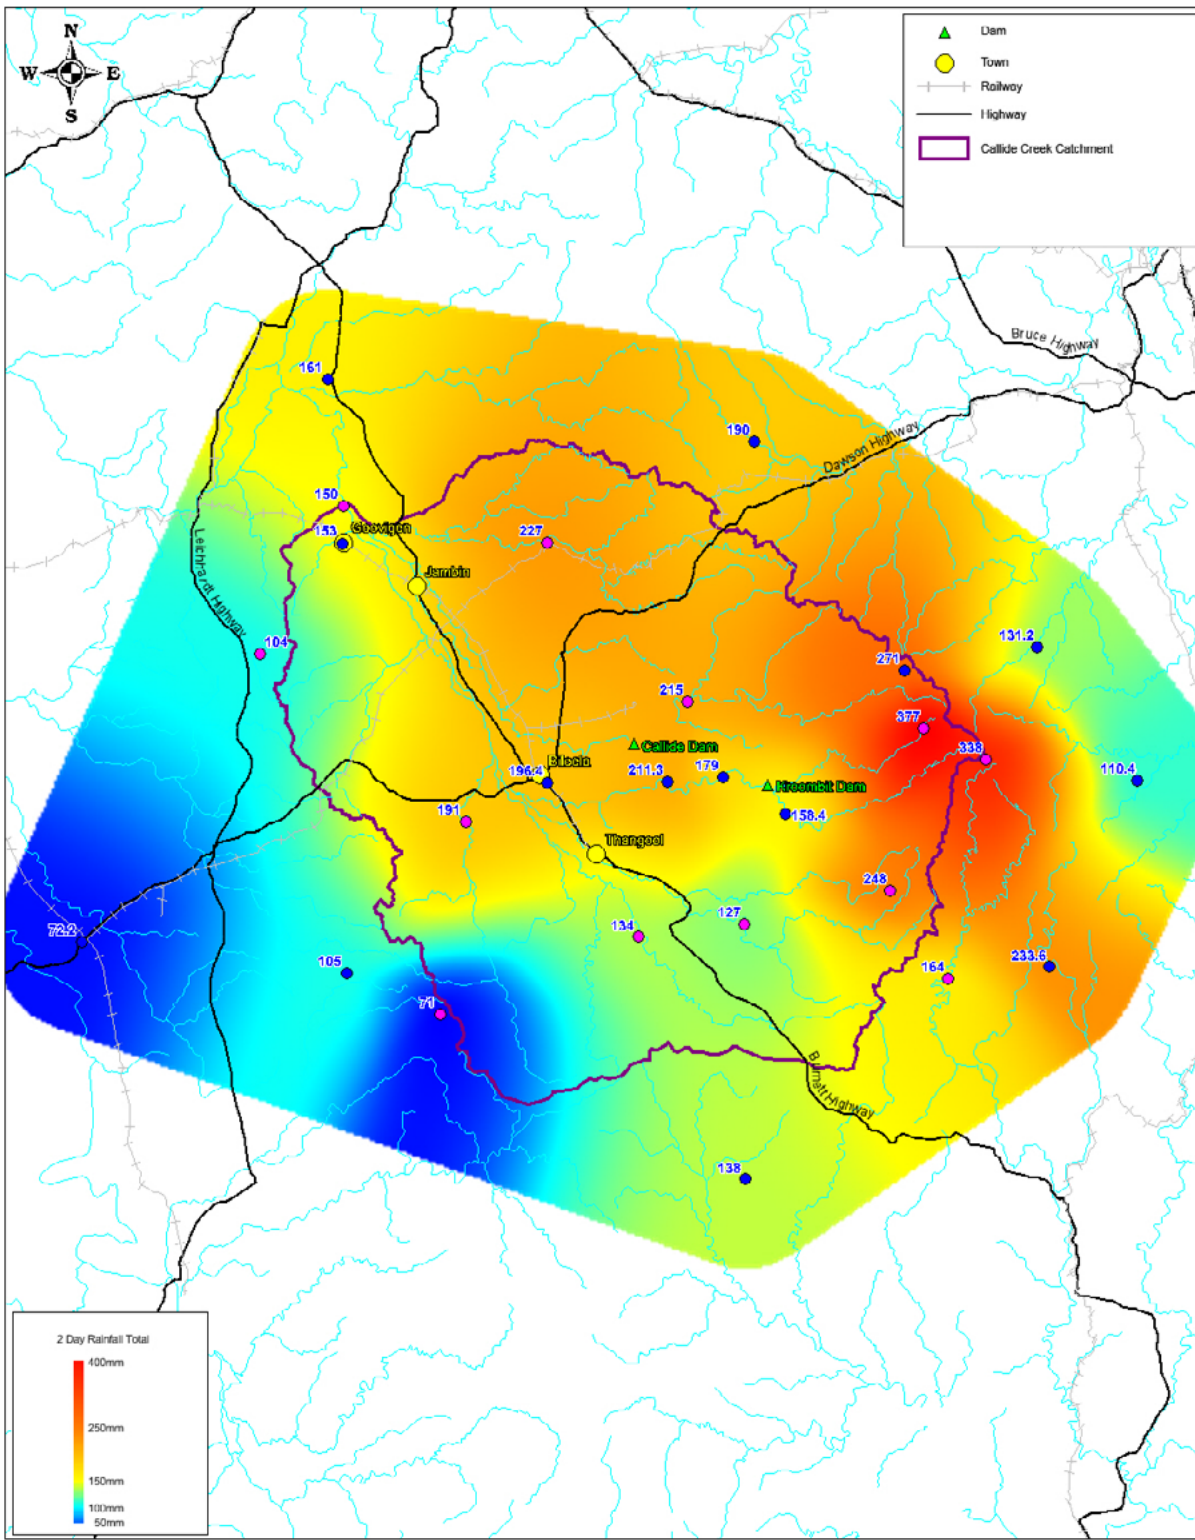 N
W E
S
Dam
Town
Railway
Highway
Callide Creek Catchment
Bruce Highway
161
190
Dawson Highway
150
153
Goovigen
227
Jambin
Leichhardt Highway
104
131.2
271
215
377
Callide Dam
338
Biloela
196.4
211.3
179
Kroombit Dam
110.4
191
158.4
Thangool
248
127
134
72.2
105
164
233.6
71
Burnett Highway
138
2 Day Rainfall Total
400mm
250mm
150mm
100mm
50mm